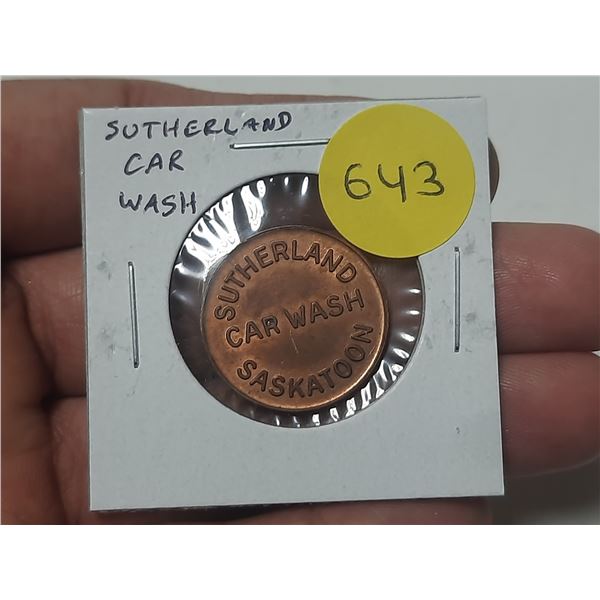 SUTHERLAND
CAR
WASH
643
SUTHERLAND
CAR WASH
SASKATOON